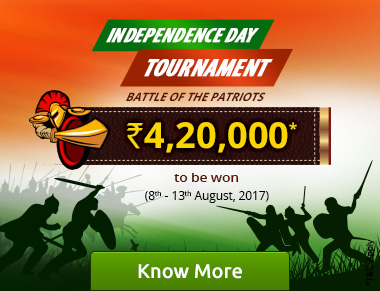 INDEPENDENCE DAY
TOURNAMENT
BATTLE OF THE PATRIOTS
₹4,20,000*
to be won
(8th - 13th August, 2017)
Know More